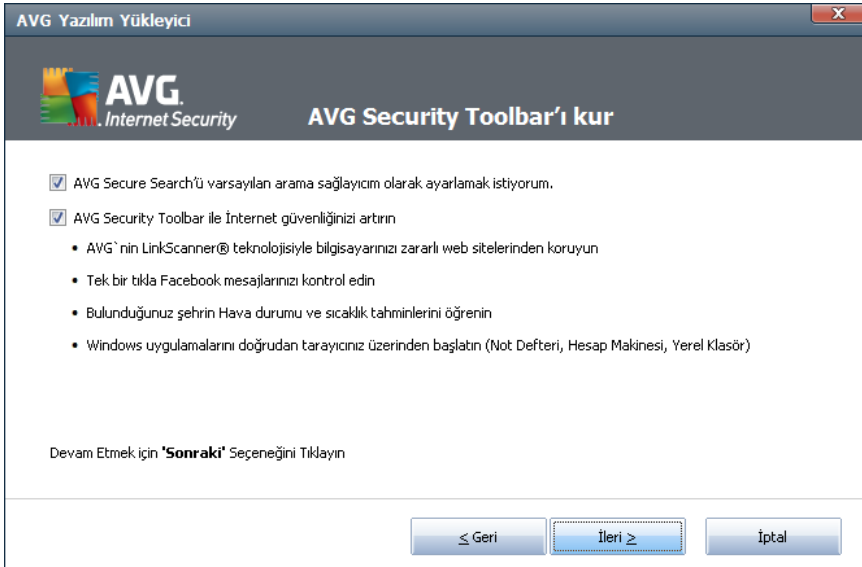 AVG Yazılım Yükleyici
AVG.
Internet Security
AVG Security Toolbar'ı kur
AVG Secure Search'ü varsayılan arama sağlayıcım olarak ayarlamak istiyorum.
AVG Security Toolbar ile İnternet güvenliğinizi artırın
• AVG`nin LinkScanner® teknolojisiyle bilgisayarınızı zararlı web sitelerinden koruyun
• Tek bir tıkla Facebook mesajlarınızı kontrol edin
• Bulunduğunuz şehrin Hava durumu ve sıcaklık tahminlerini öğrenin
• Windows uygulamalarını doğrudan tarayıcınız üzerinden başlatın (Not Defteri, Hesap Makinesi, Yerel Klasör)
Devam Etmek için 'Sonraki' Seçeneğini Tıklayın
< Geri
İleri >
İptal